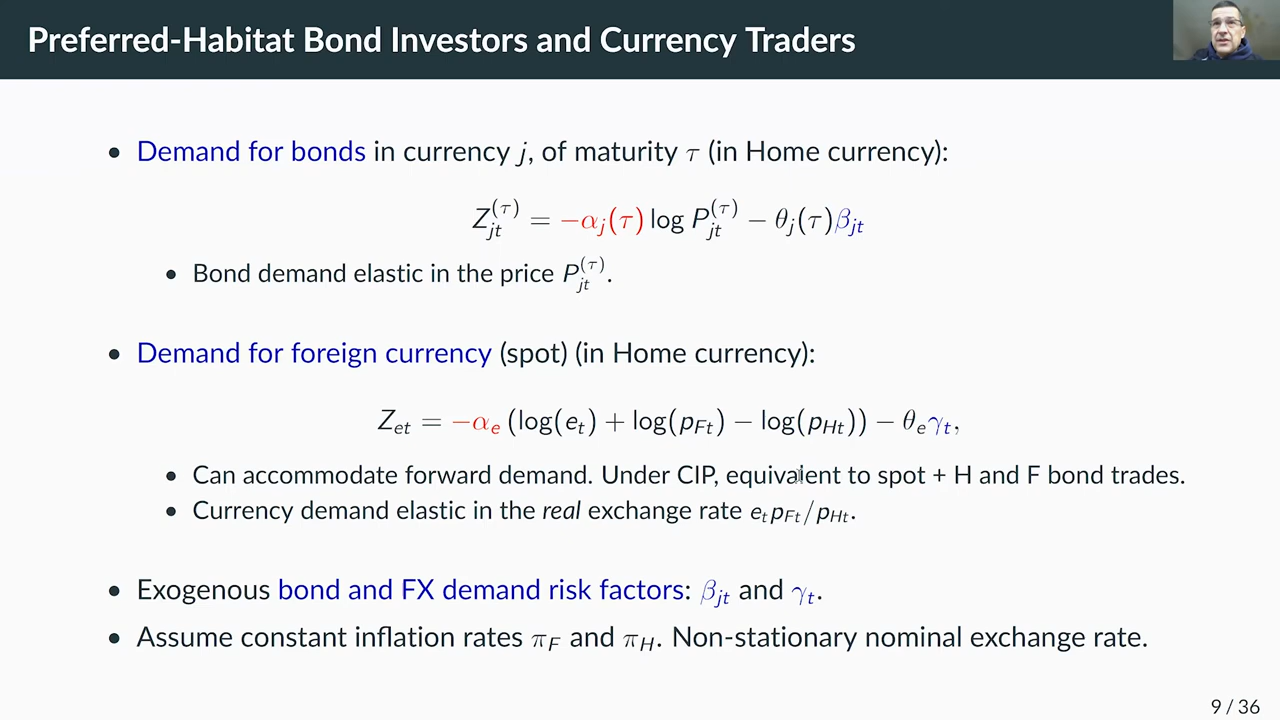 Preferred-Habitat Bond Investors and Currency Traders
• Demand for bonds in currency j, of maturity τ (in Home currency):
Z_{jt}^{(τ)} = −α_j(τ) log P_{jt}^{(τ)} − θ_j(τ)β_{jt}
• Bond demand elastic in the price P_{jt}^{(τ)}.
• Demand for foreign currency (spot) (in Home currency):
Z_{et} = −α_e (log(e_t) + log(p_{Ft}) − log(p_{Ht})) − θ_eγ_t,
• Can accommodate forward demand. Under CIP, equivalent to spot + H and F bond trades.
• Currency demand elastic in the real exchange rate e_t p_{Ft}/p_{Ht}.
• Exogenous bond and FX demand risk factors: β_{jt} and γ_t.
• Assume constant inflation rates π_F and π_H. Non-stationary nominal exchange rate.
9 / 36